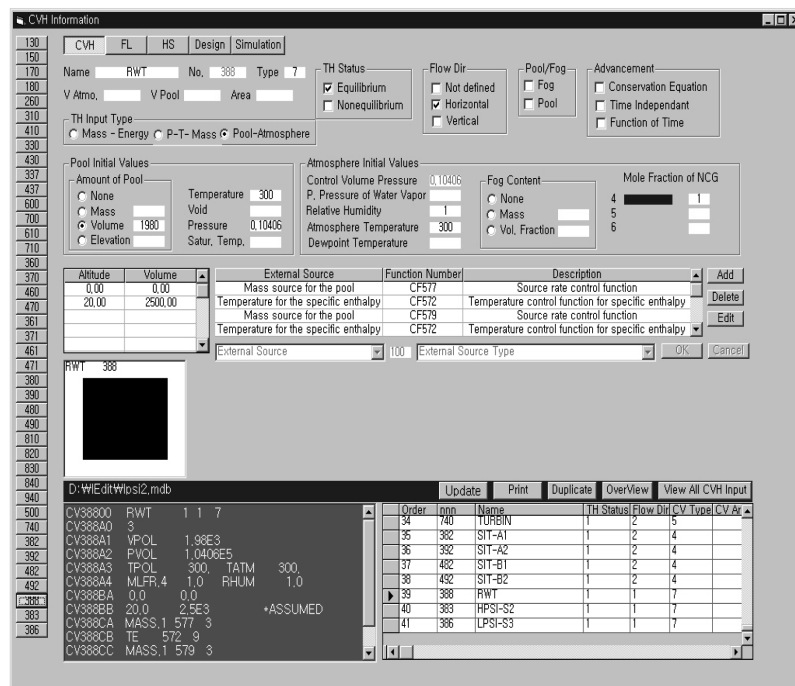 CVH Information
130
150
170
180
260
310
410
330
430
337
437
600
700
610
710
360
370
460
470
361
371
461
471
380
390
480
490
810
820
830
840
940
500
740
382
392
482
492
388
383
386
CVH FL HS Design Simulation
Name RWT No. 388 Type 7
V Atmo. V Pool Area
TH Input Type
Mass - Energy P-T- Mass Pool-Atmosphere
TH Status
Equilibrium
Nonequilibrium
Flow Dir
Not defined
Horizontal
Vertical
Pool/Fog
Fog
Pool
Advancement
Conservation Equation
Time Independant
Function of Time
Pool Initial Values
Amount of Pool
None
Mass
Volume 1980
Elevation
Temperature 300
Void
Pressure 0,10406
Satur, Temp,
Atmosphere Initial Values
Control Volume Pressure 0,10406
P, Pressure of Water Vapor
Relative Humidity 1
Atmosphere Temperature 300
Dewpoint Temperature
Fog Content
None
Mass
Vol, Fraction
Mole Fraction of NCG
4 1
5
6
Altitude Volume
0,00 0,00
20,00 2500,00
External Source Function Number Description
Mass source for the pool CF577 Source rate control function
Temperature for the specific enthalpy CF572 Temperature control function for specific enthalpy
Mass source for the pool CF579 Source rate control function
Temperature for the specific enthalpy CF572 Temperature control function for specific enthalpy
Add
Delete
Edit
External Source 100 External Source Type OK Cancel
RWT 388
D:₩IEdit₩lpsi2,mdb
Update Print Duplicate OverView View All CVH Input
CV38800 RWT 1 1 7
CV388A0 3
CV388A1 VPOL 1,98E3
CV388A2 PVOL 1,0406E5
CV388A3 TPOL 300, TATM 300,
CV388A4 MLFR,4 1,0 RHUM 1,0
CV388BA 0,0 0,0
CV388BB 20,0 2,5E3 *ASSUMED
CV388CA MASS,1 577 3
CV388CB TE 572 9
CV388CC MASS,1 579 3
Order nnn Name TH Status Flow Dir CV Type CV Ar
34 740 TURBIN 1 2 5
35 382 SIT-A1 1 2 4
36 392 SIT-A2 1 2 4
37 482 SIT-B1 1 2 4
38 492 SIT-B2 1 2 4
39 388 RWT 1 1 7
40 383 HPSI-S2 1 1 7
41 386 LPSI-S3 1 1 7